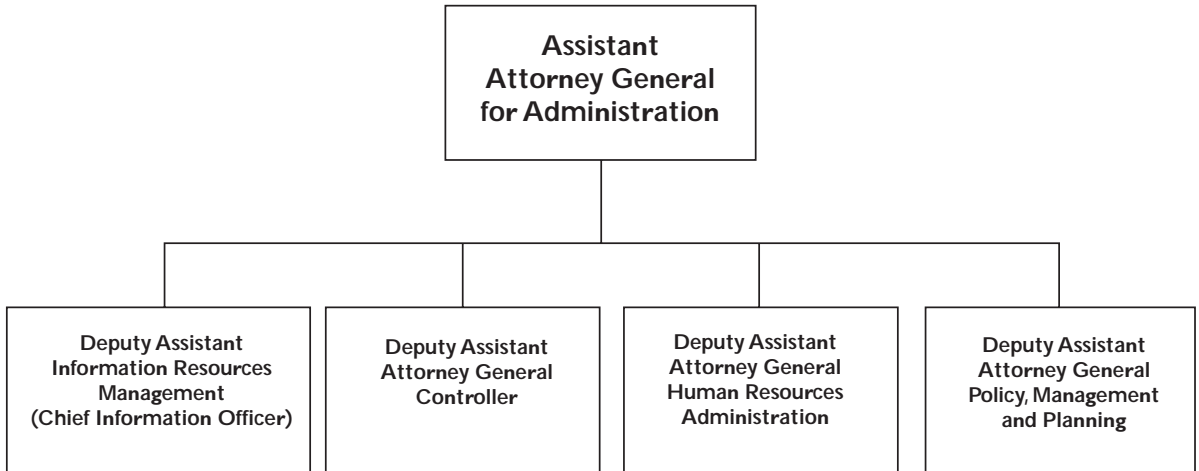 Assistant
Attorney General
for Administration
Deputy Assistant
Information Resources
Management
(Chief Information Officer)
Deputy Assistant
Attorney General
Controller
Deputy Assistant
Attorney General
Human Resources
Administration
Deputy Assistant
Attorney General
Policy, Management
and Planning